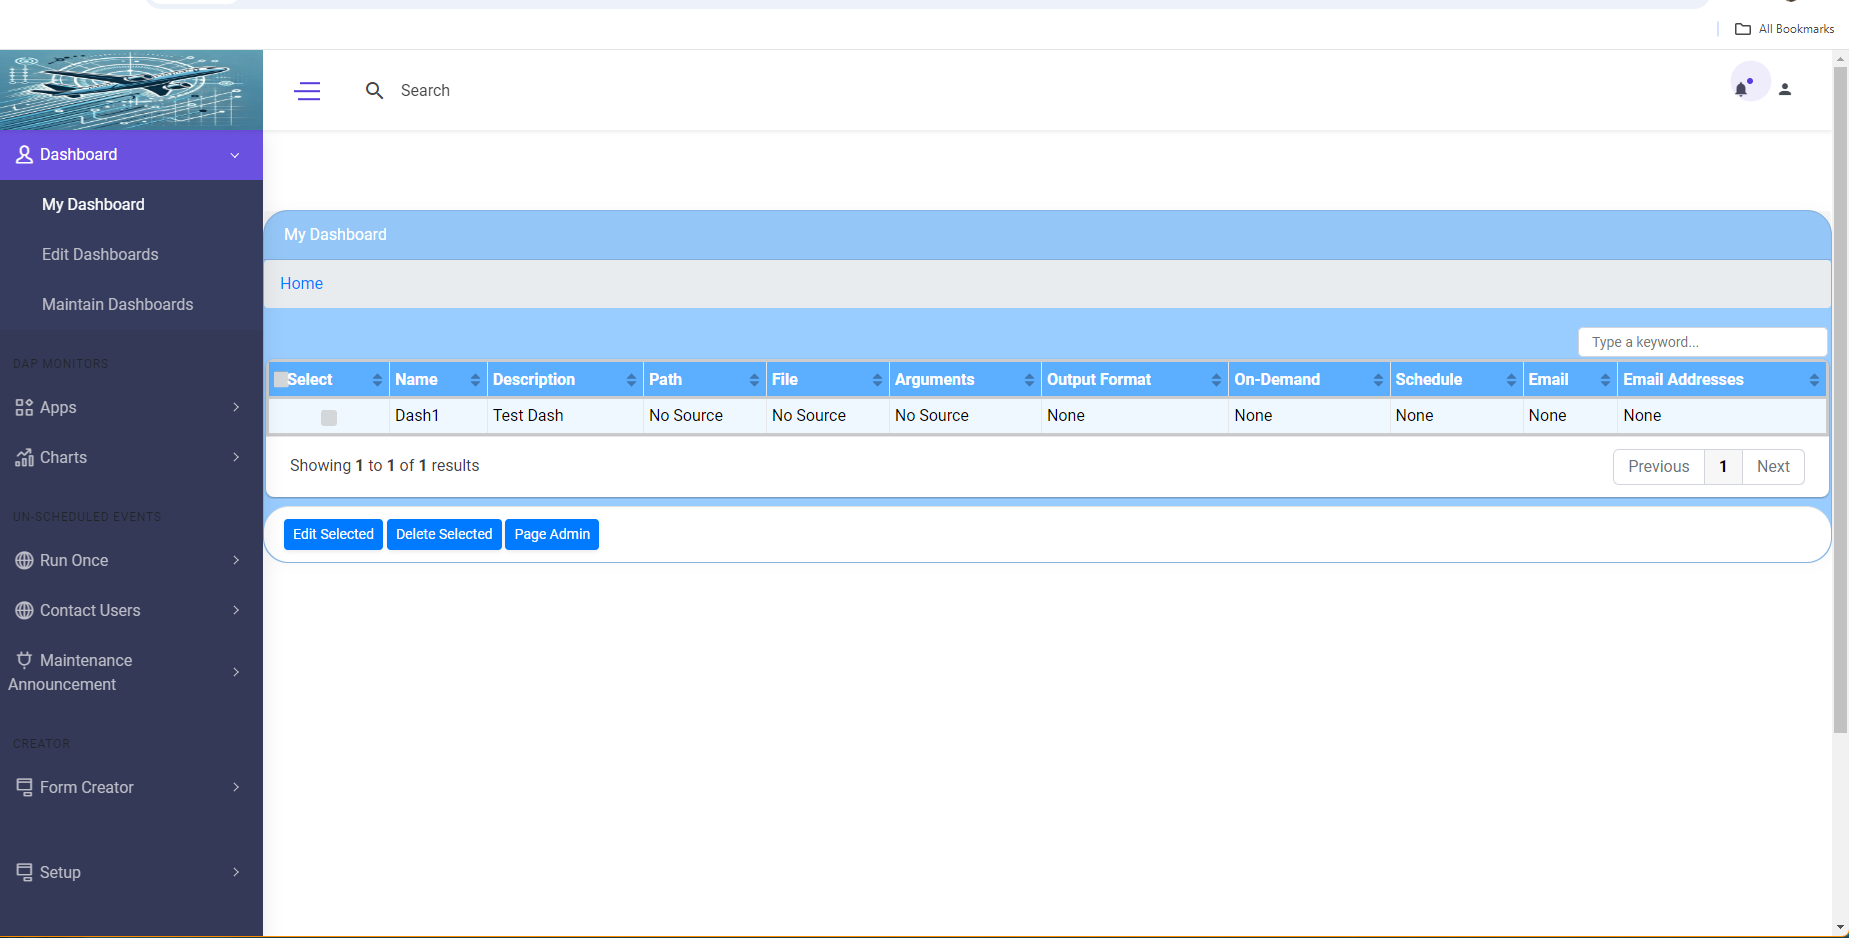 All Bookmarks
Search
Dashboard
My Dashboard
Edit Dashboards
Maintain Dashboards
DAP MONITORS
Apps
Charts
UN-SCHEDULED EVENTS
Run Once
Contact Users
Maintenance
Announcement
CREATOR
Form Creator
Setup
My Dashboard
Home
Type a keyword...
Select Name Description Path File Arguments Output Format On-Demand Schedule Email Email Addresses
Dash1 Test Dash No Source No Source No Source None None None None None
Showing 1 to 1 of 1 results
Previous 1 Next
Edit Selected Delete Selected Page Admin